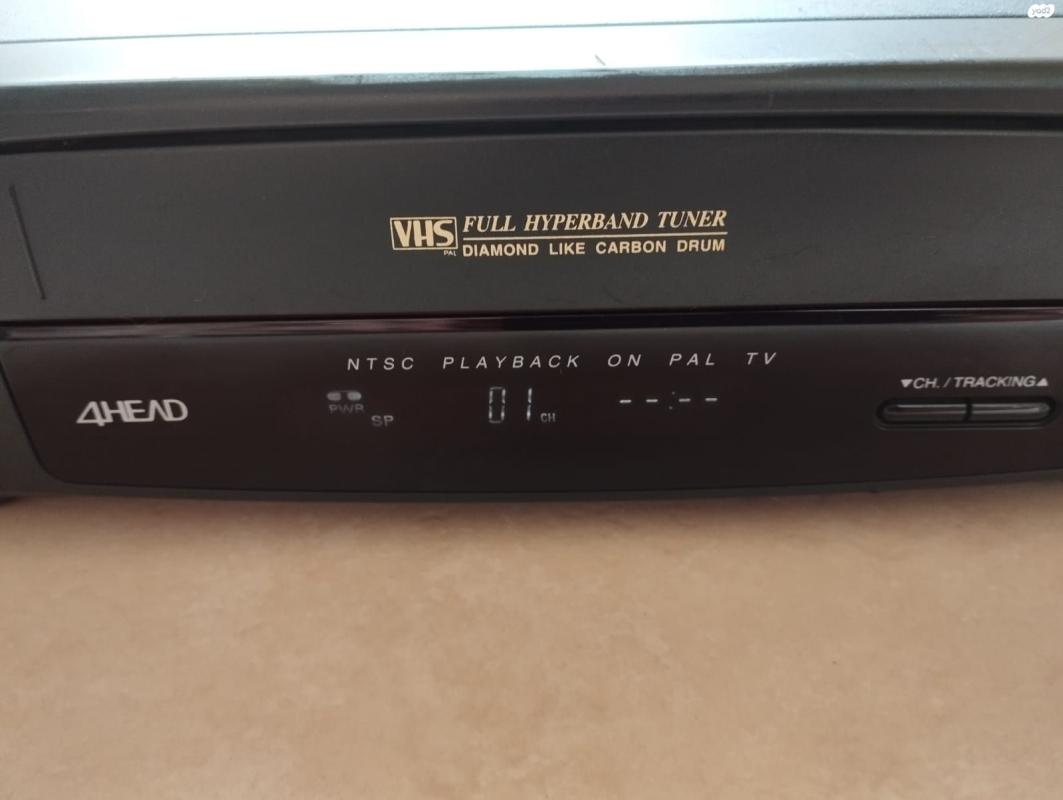 yad2
VHS FULL HYPERBAND TUNER
PAL DIAMOND LIKE CARBON DRUM
NTSC PLAYBACK ON PAL TV
▼CH. / TRACKING▲
4HEAD
PWR
SP
01 CH
--:--